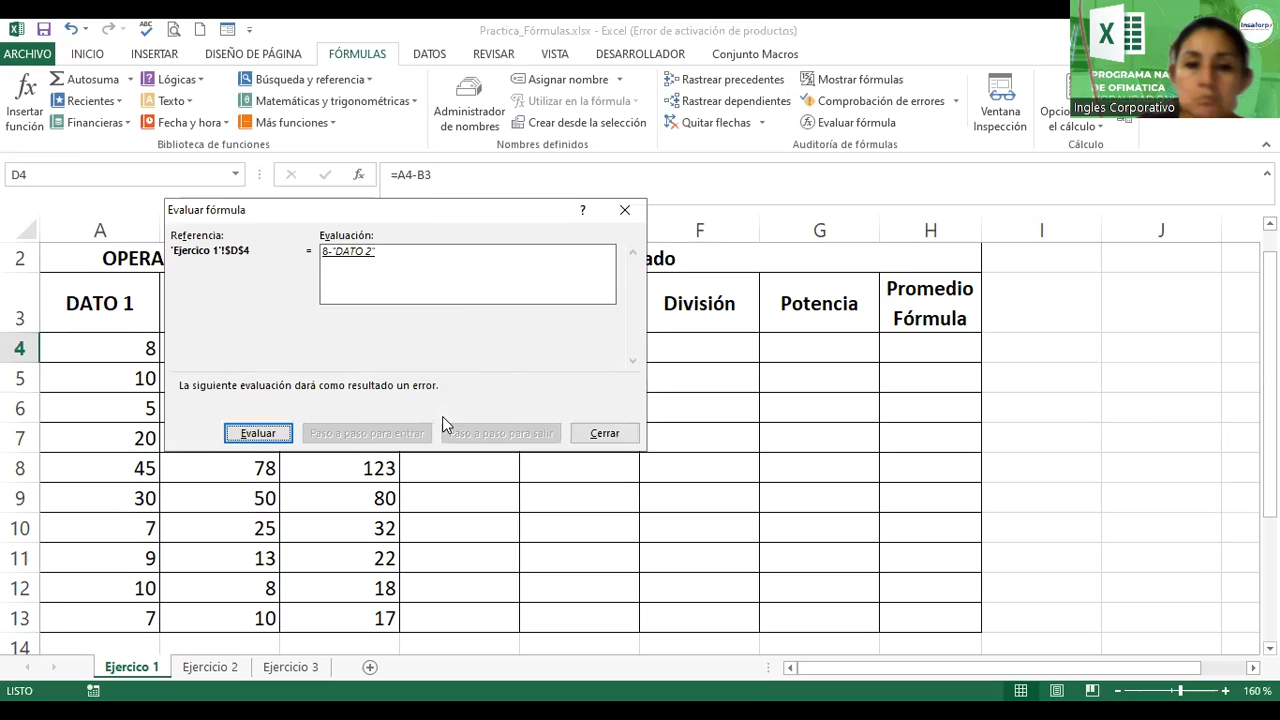 Practica_Fórmulas.xlsx - Excel (Error de activación de productos)
ARCHIVO INICIO INSERTAR DISEÑO DE PÁGINA FÓRMULAS DATOS REVISAR VISTA DESARROLLADOR Conjunto Macros
PROGRAMA NA
DE OFIMATICA
Insaforp
Ingles Corporativo
Insertar función
Autosuma
Recientes
Financieras
Lógicas
Texto
Fecha y hora
Búsqueda y referencia
Matemáticas y trigonométricas
Más funciones
Biblioteca de funciones
Administrador de nombres
Asignar nombre
Utilizar en la fórmula
Crear desde la selección
Nombres definidos
Rastrear precedentes
Rastrear dependientes
Quitar flechas
Mostrar fórmulas
Comprobación de errores
Evaluar fórmula
Auditoría de fórmulas
Ventana Inspección
el cálculo
Cálculo
D4
fx
=A4-B3
Evaluar fórmula
?
Referencia:
'Ejercico 1'!$D$4
=
Evaluación:
8-"DATO 2"
La siguiente evaluación dará como resultado un error.
Evaluar Paso a paso para entrar Paso a paso para salir Cerrar
A F G H I J
2 OPERA ado
3 DATO 1 División Potencia Promedio Fórmula
4 8
5 10
6 5
7 20
8 45 78 123
9 30 50 80
10 7 25 32
11 9 13 22
12 10 8 18
13 7 10 17
14
Ejercico 1 Ejercicio 2 Ejercicio 3
LISTO
160 %